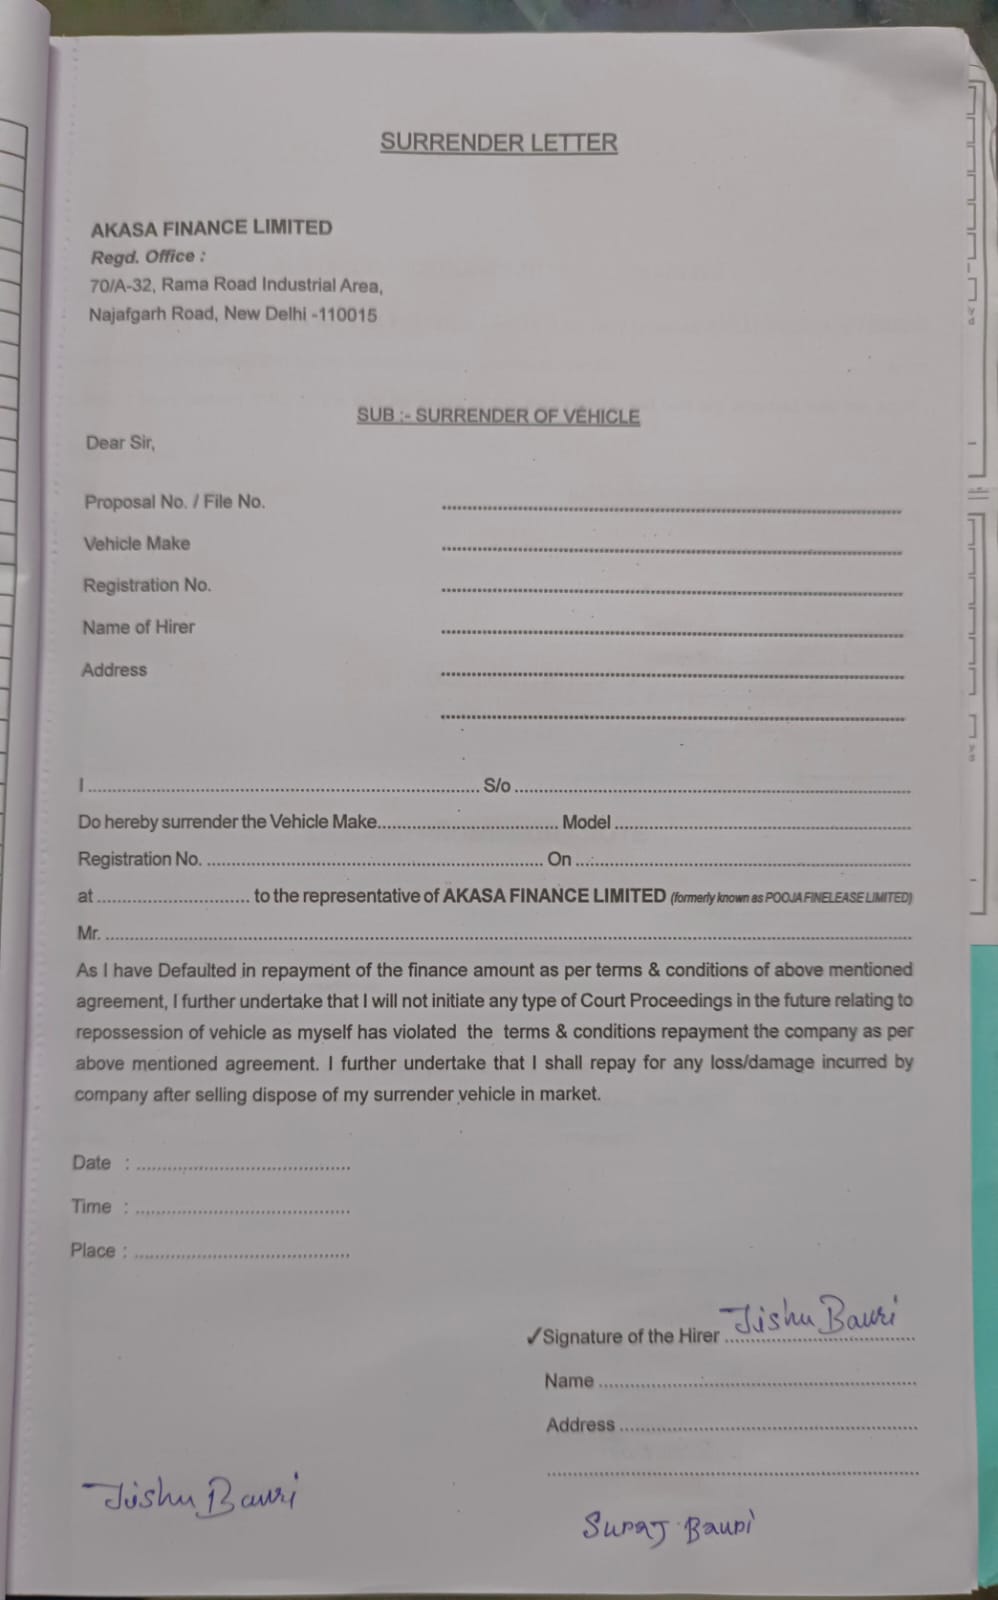 SURRENDER LETTER
AKASA FINANCE LIMITED
Regd. Office :
70/A-32, Rama Road Industrial Area,
Najafgarh Road, New Delhi -110015
SUB :- SURRENDER OF VEHICLE
Dear Sir,
Proposal No. / File No. ........................................
Vehicle Make ........................................
Registration No. ........................................
Name of Hirer ........................................
Address ........................................
........................................
I ........................................ S/o ........................................
Do hereby surrender the Vehicle Make.................... Model ........................................
Registration No. ........................................ On ........................................
at .................... to the representative of AKASA FINANCE LIMITED (formerly known as POOJA FINELEASE LIMITED)
Mr. ........................................
As I have Defaulted in repayment of the finance amount as per terms & conditions of above mentioned
agreement, I further undertake that I will not initiate any type of Court Proceedings in the future relating to
repossession of vehicle as myself has violated the terms & conditions repayment the company as per
above mentioned agreement. I further undertake that I shall repay for any loss/damage incurred by
company after selling dispose of my surrender vehicle in market.
Date : ........................................
Time : ........................................
Place : ........................................
✓Signature of the Hirer Jishu Bauri
Name ........................................
Address ........................................
........................................
Jishu Bauri
Suraj Bauri